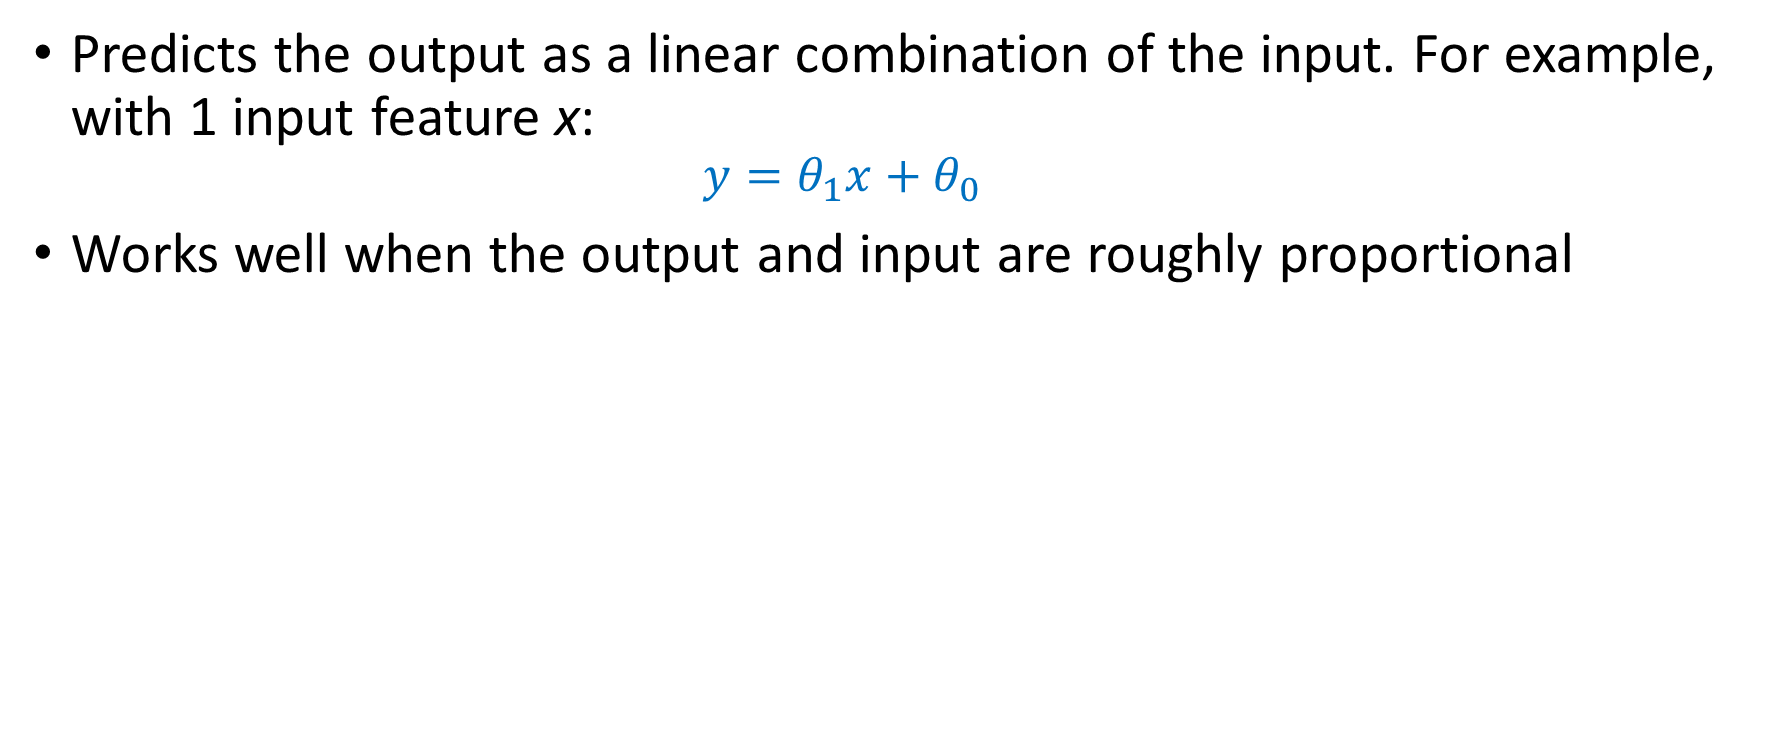 • Predicts the output as a linear combination of the input. For example,
with 1 input feature x:
y = θ₁x + θ₀
• Works well when the output and input are roughly proportional